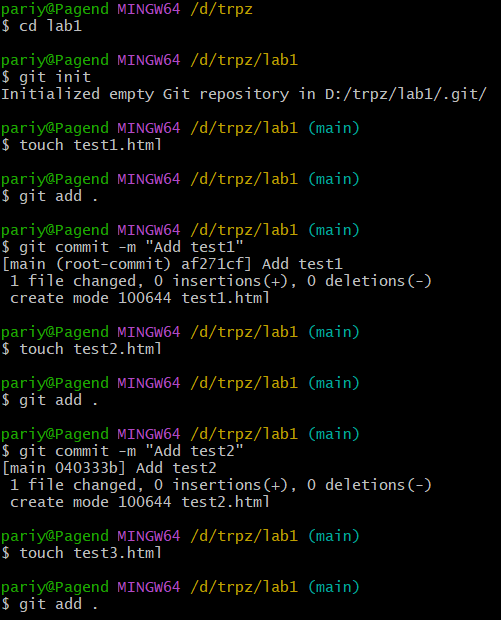 pariy@Pagend MINGW64 /d/trpz
$ cd lab1
pariy@Pagend MINGW64 /d/trpz/lab1
$ git init
Initialized empty Git repository in D:/trpz/lab1/.git/
pariy@Pagend MINGW64 /d/trpz/lab1 (main)
$ touch test1.html
pariy@Pagend MINGW64 /d/trpz/lab1 (main)
$ git add .
pariy@Pagend MINGW64 /d/trpz/lab1 (main)
$ git commit -m "Add test1"
[main (root-commit) af271cf] Add test1
 1 file changed, 0 insertions(+), 0 deletions(-)
 create mode 100644 test1.html
pariy@Pagend MINGW64 /d/trpz/lab1 (main)
$ touch test2.html
pariy@Pagend MINGW64 /d/trpz/lab1 (main)
$ git add .
pariy@Pagend MINGW64 /d/trpz/lab1 (main)
$ git commit -m "Add test2"
[main 040333b] Add test2
 1 file changed, 0 insertions(+), 0 deletions(-)
 create mode 100644 test2.html
pariy@Pagend MINGW64 /d/trpz/lab1 (main)
$ touch test3.html
pariy@Pagend MINGW64 /d/trpz/lab1 (main)
$ git add .